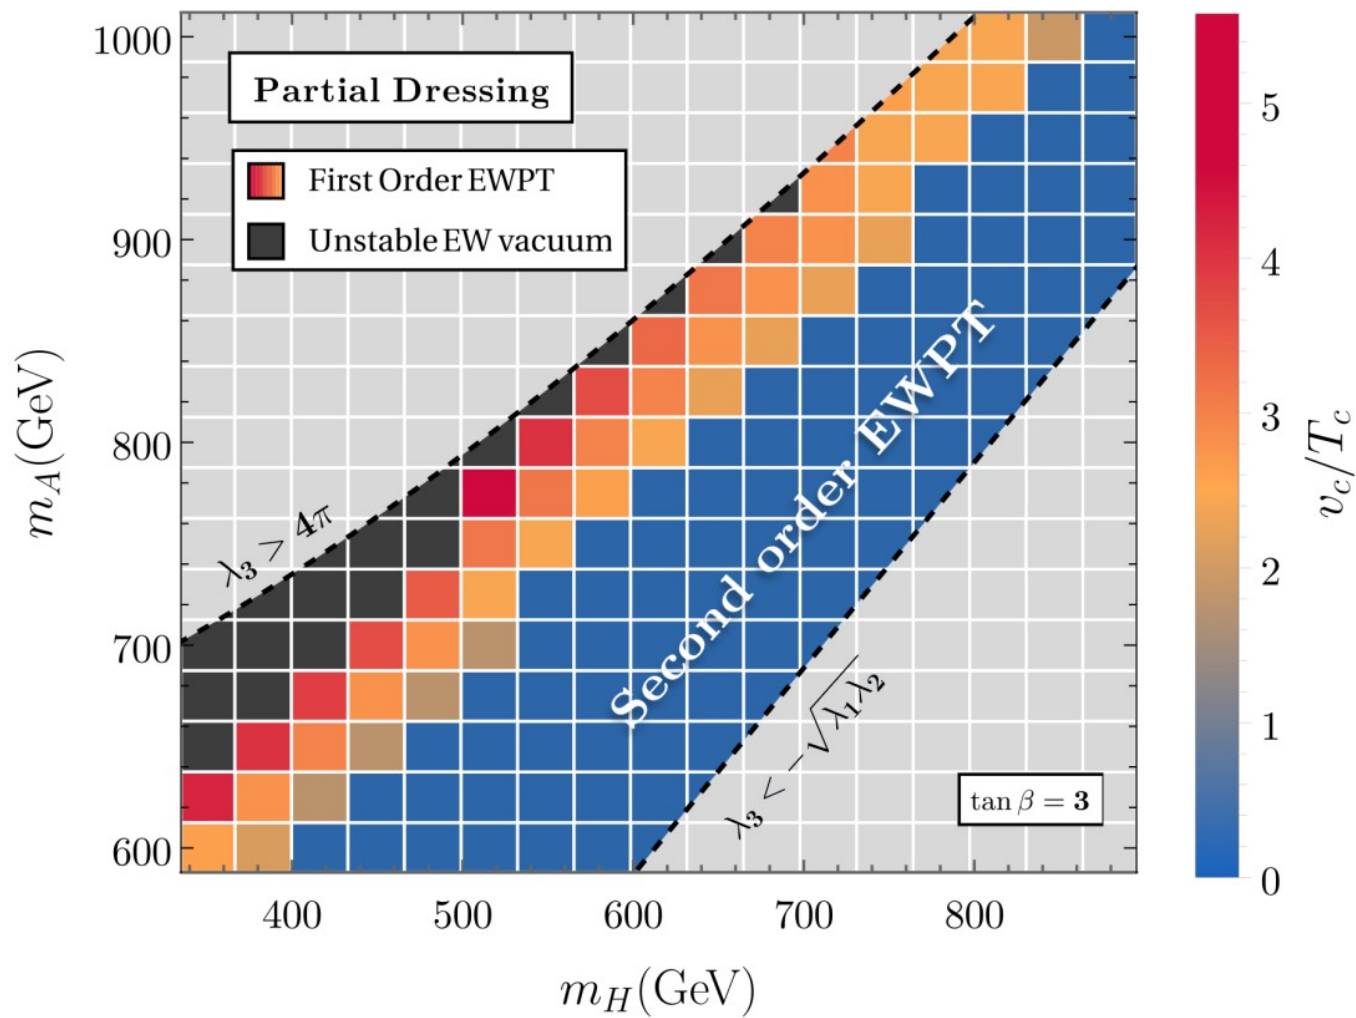 Partial Dressing
First Order EWPT
Unstable EW vacuum
λ₃ > 4π
Second order EWPT
λ₃ < −√λ₁λ₂
tan β = 3
1000
900
800
700
600
m_A(GeV)
400
500
600
700
800
m_H(GeV)
5
4
3
2
1
0
v_c/T_c